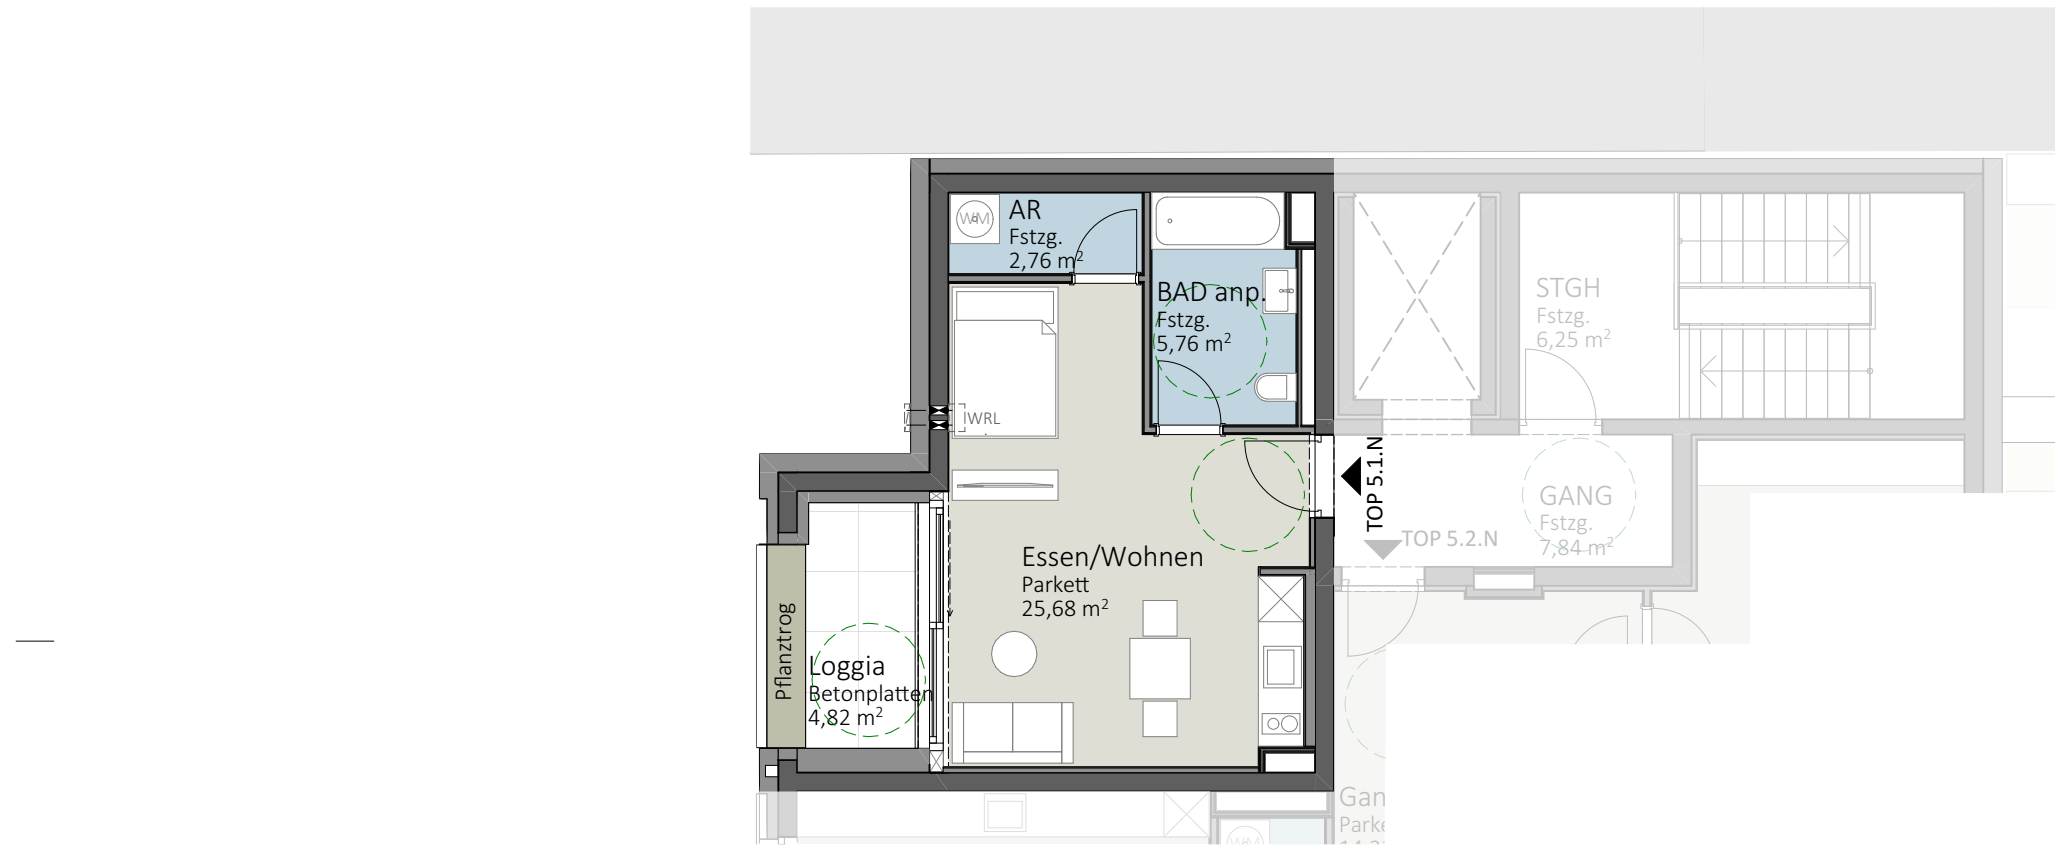 AR
Fstzg.
2,76 m²
WM
BAD anp.
Fstzg.
5,76 m²
STGH
Fstzg.
6,25 m²
WRL
TOP 5.1.N
GANG
Fstzg.
7,84 m²
TOP 5.2.N
Essen/Wohnen
Parkett
25,68 m²
Pflanztrog
Loggia
Betonplatten
4,82 m²
Gan
Parke
WM